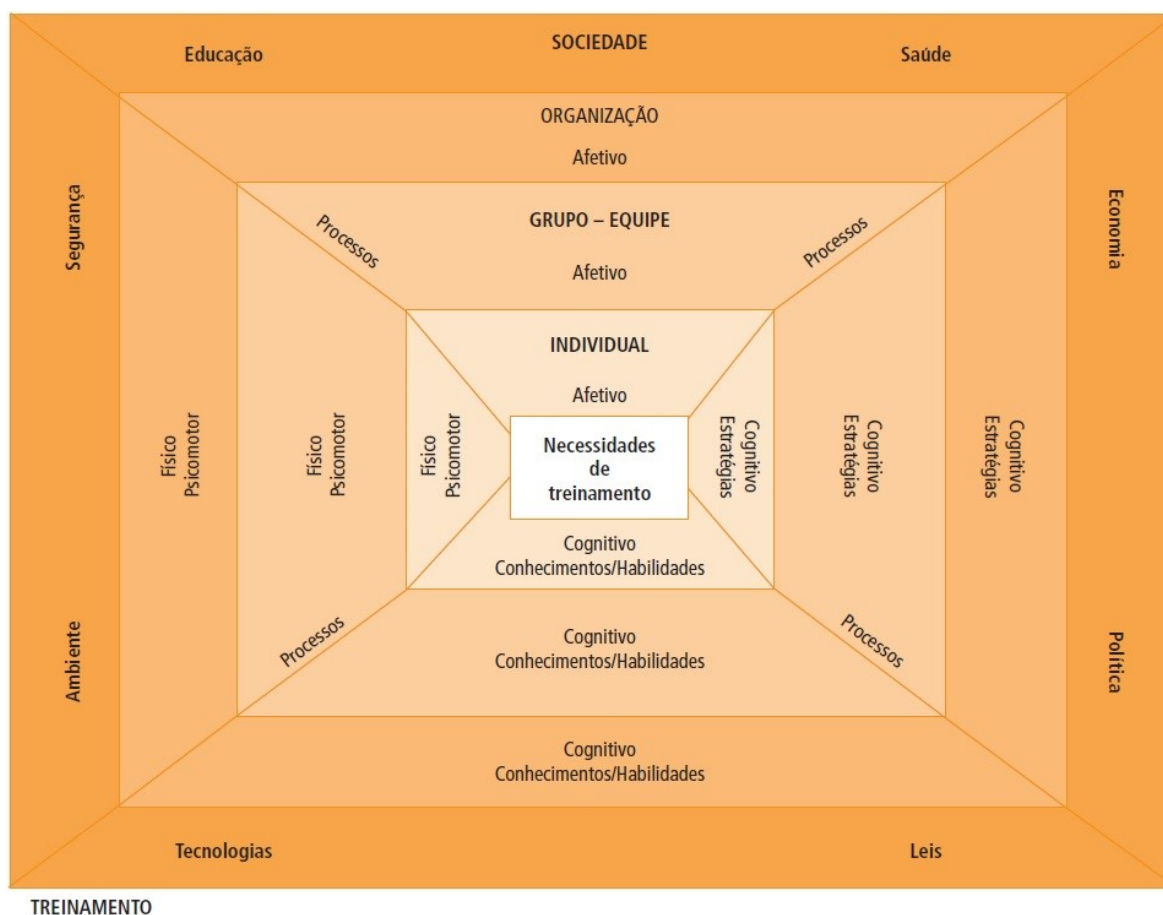 SOCIEDADE
Educação
Saúde
ORGANIZAÇÃO
Afetivo
Segurança
Economia
Processos
GRUPO – EQUIPE
Processos
Afetivo
INDIVIDUAL
Afetivo
Físico
Psicomotor
Físico
Psicomotor
Físico
Psicomotor
Necessidades
de
treinamento
Cognitivo
Estratégias
Cognitivo
Estratégias
Cognitivo
Estratégias
Cognitivo
Conhecimentos/Habilidades
Ambiente
Processos
Cognitivo
Conhecimentos/Habilidades
Processos
Política
Cognitivo
Conhecimentos/Habilidades
Tecnologias
Leis
TREINAMENTO